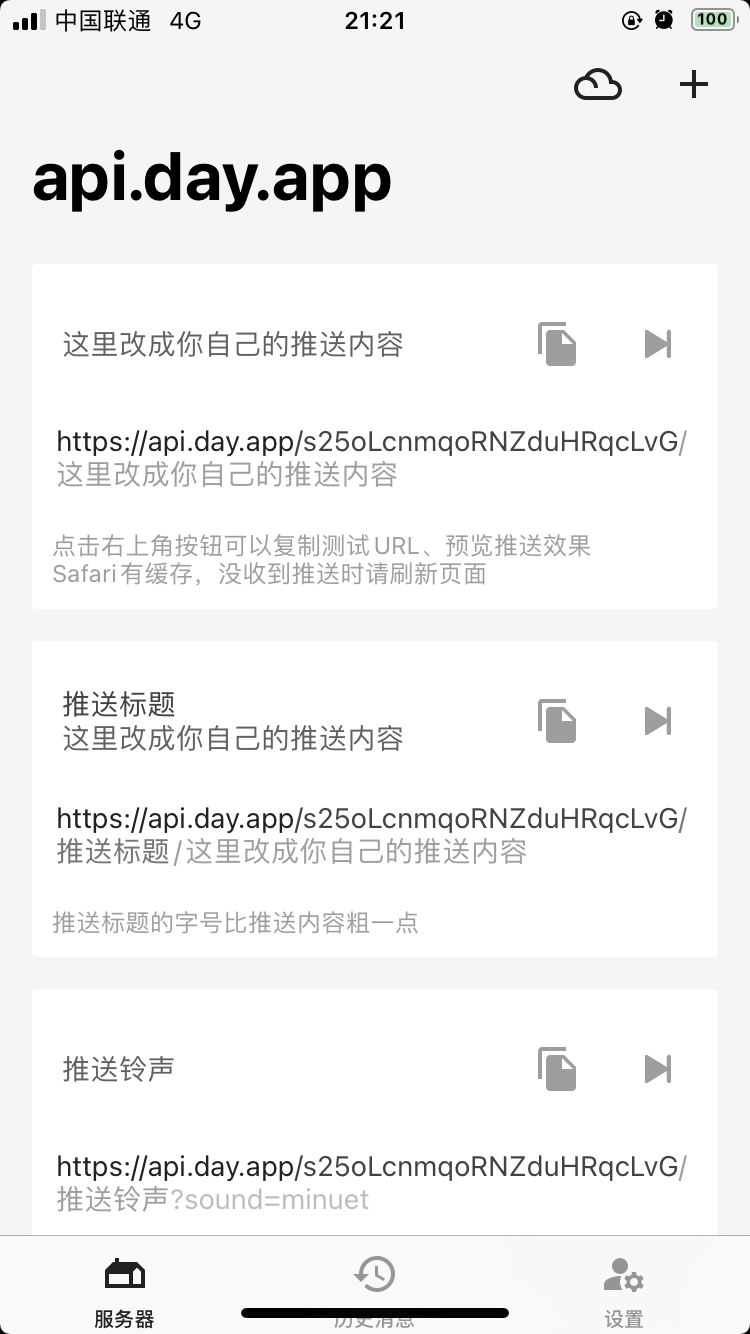 中国联通 4G 21:21 100
api.day.app
这里改成你自己的推送内容
https://api.day.app/s25oLcnmqoRNZduHRqcLvG/
这里改成你自己的推送内容
点击右上角按钮可以复制测试URL、预览推送效果
Safari有缓存，没收到推送时请刷新页面
推送标题
这里改成你自己的推送内容
https://api.day.app/s25oLcnmqoRNZduHRqcLvG/
推送标题/这里改成你自己的推送内容
推送标题的字号比推送内容粗一点
推送铃声
https://api.day.app/s25oLcnmqoRNZduHRqcLvG/
推送铃声?sound=minuet
服务器 历史消息 设置